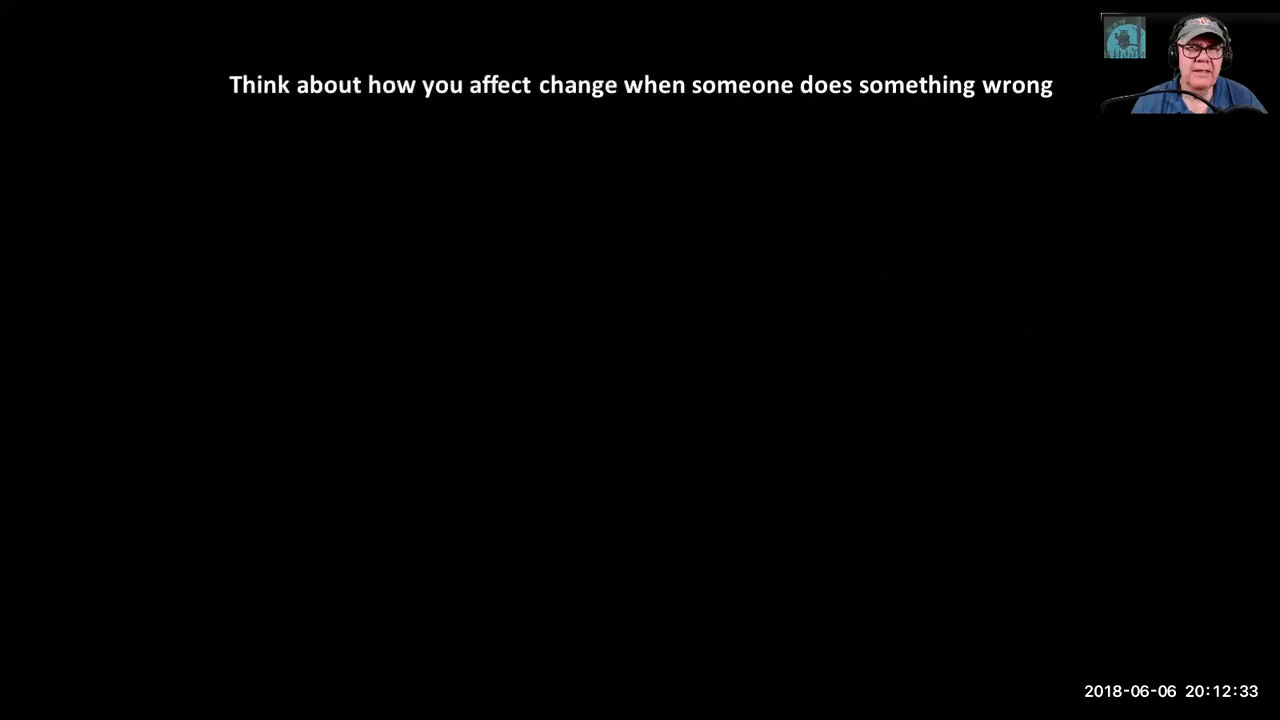 Think about how you affect change when someone does something wrong
2018-06-06 20:12:33